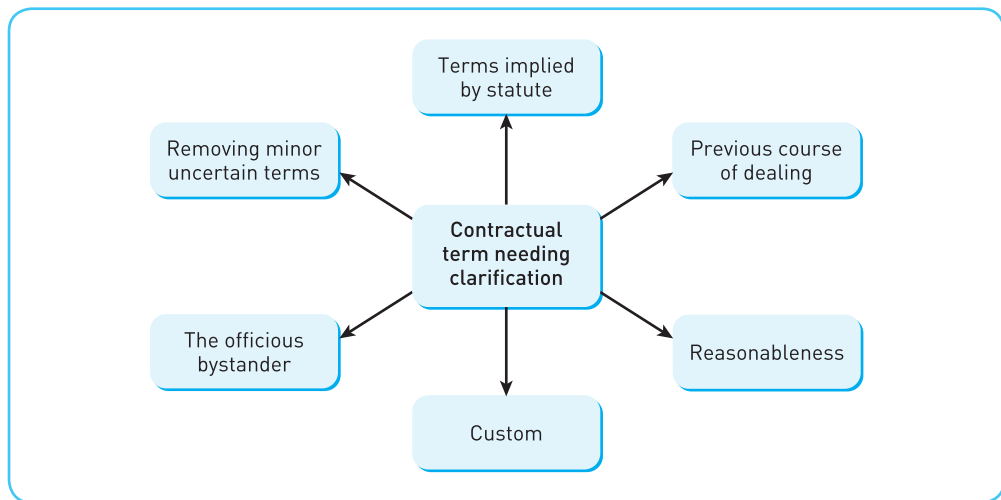 Terms implied
by statute
Removing minor
uncertain terms
Previous course
of dealing
Contractual
term needing
clarification
The officious
bystander
Reasonableness
Custom